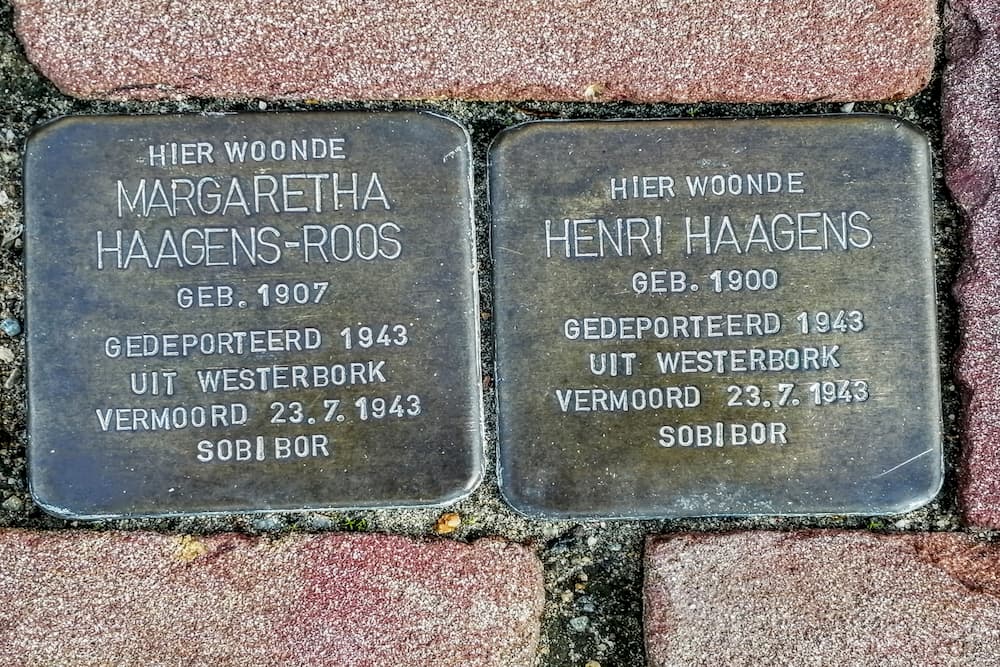 HIER WOONDE
MARGARETHA
HAAGENS-ROOS
GEB. 1907
GEDEPORTEERD 1943
UIT WESTERBORK
VERMOORD 23.7.1943
SOBIBOR
HIER WOONDE
HENRI HAAGENS
GEB. 1900
GEDEPORTEERD 1943
UIT WESTERBORK
VERMOORD 23.7.1943
SOBIBOR